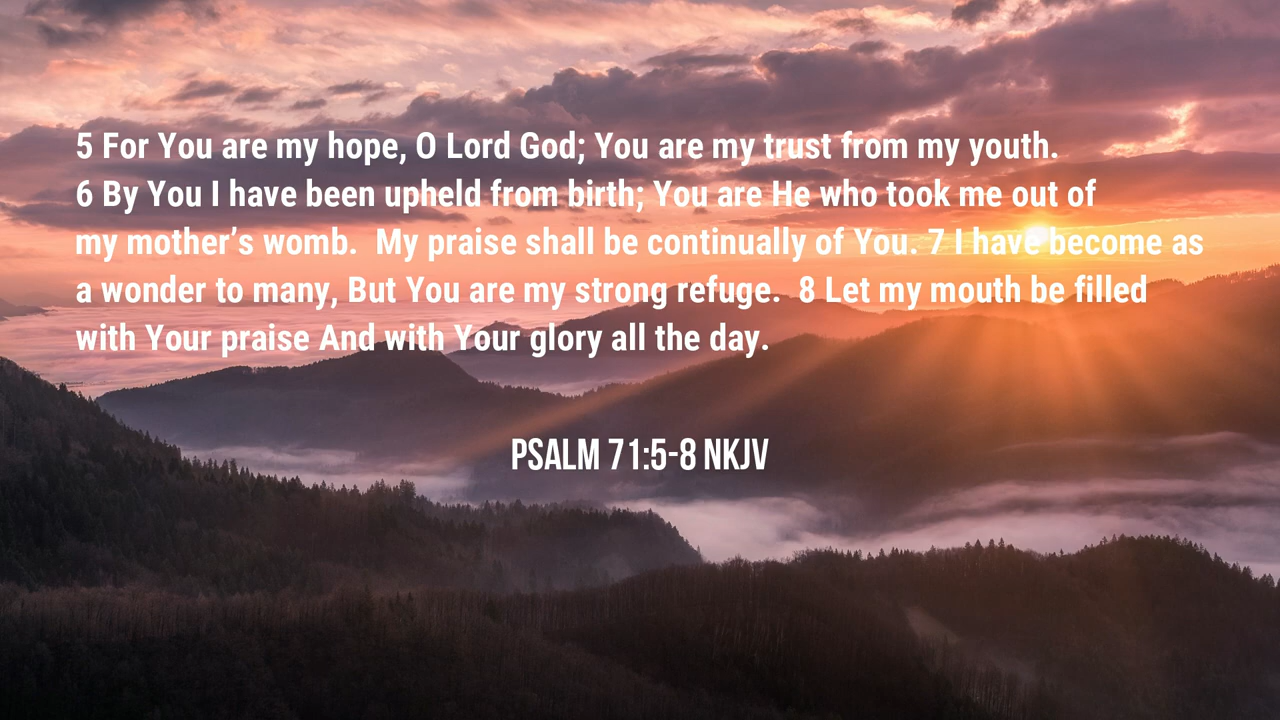 5 For You are my hope, O Lord God; You are my trust from my youth.
6 By You I have been upheld from birth; You are He who took me out of
my mother’s womb.  My praise shall be continually of You. 7 I have become as
a wonder to many, But You are my strong refuge.  8 Let my mouth be filled
with Your praise And with Your glory all the day.
PSALM 71:5-8 NKJV